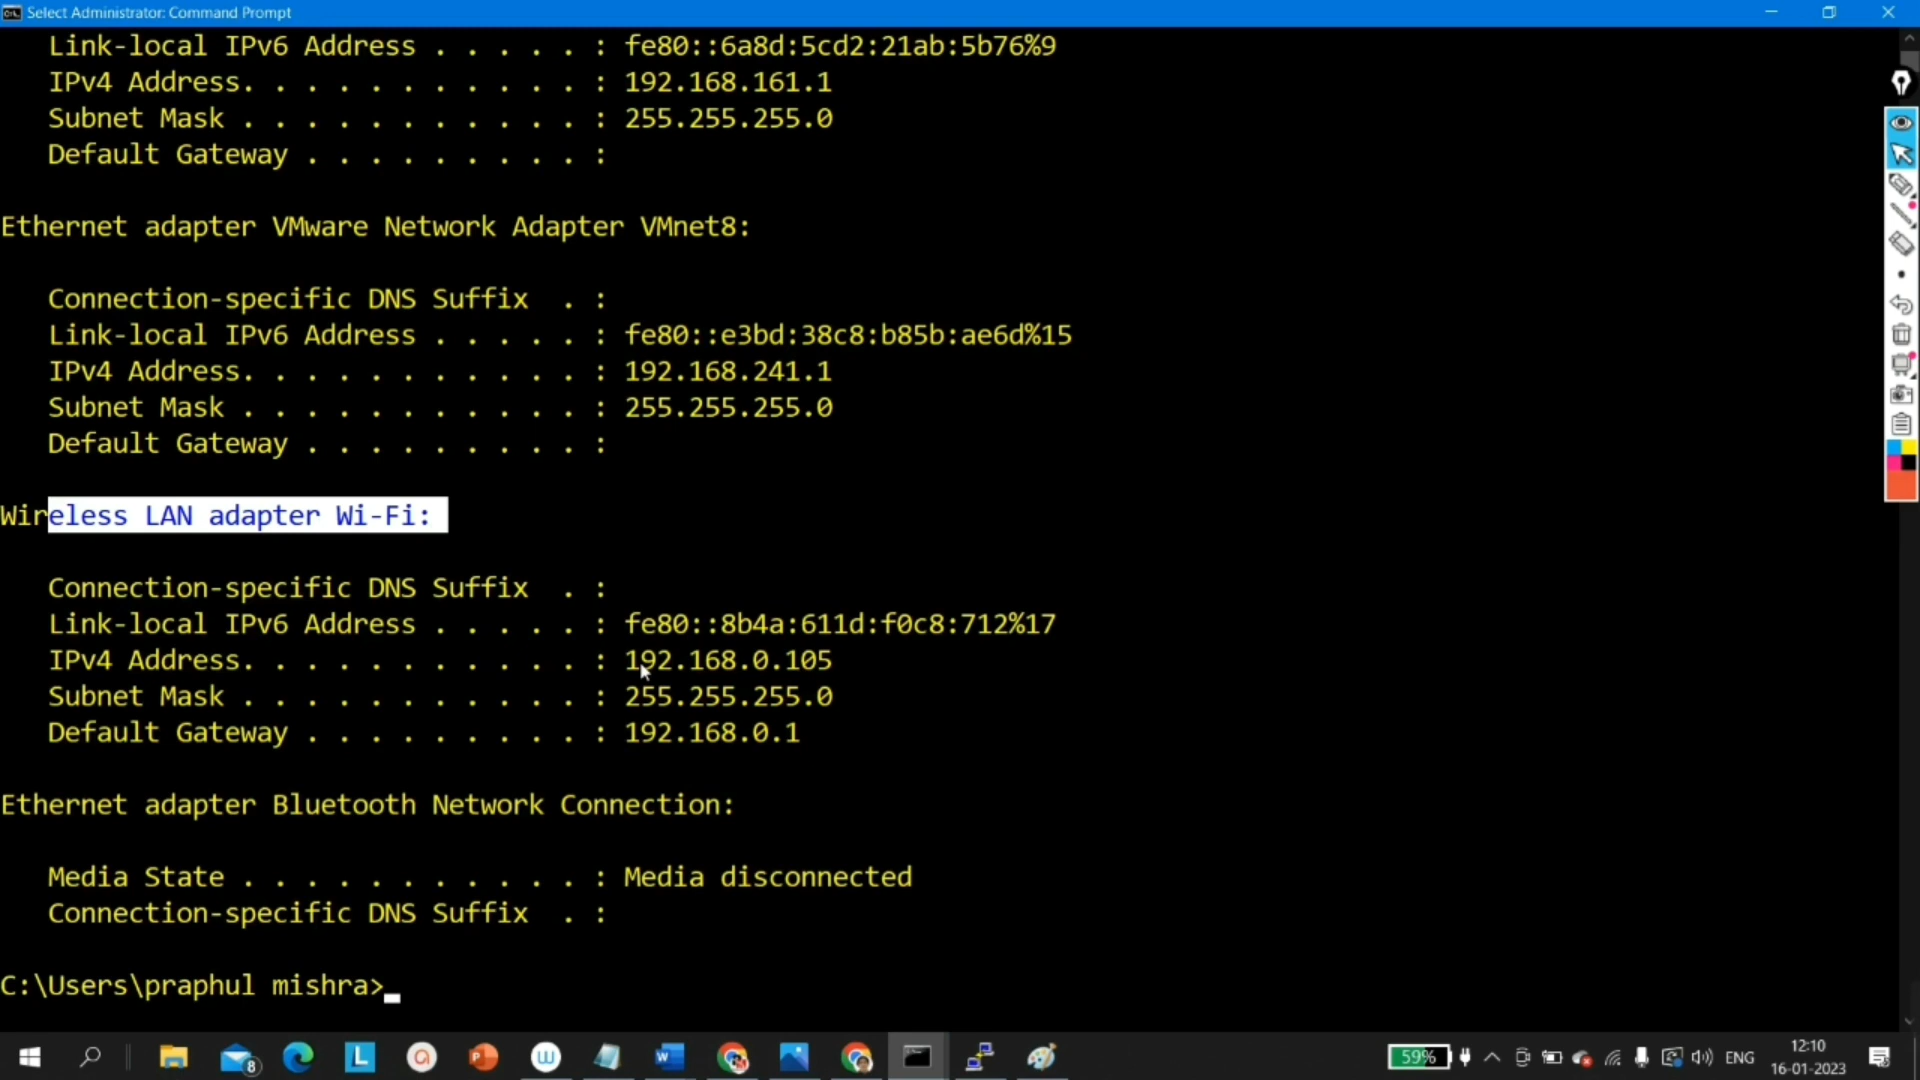 Select Administrator: Command Prompt
Link-local IPv6 Address . . . . . : fe80::6a8d:5cd2:21ab:5b76%9
IPv4 Address. . . . . . . . . . . : 192.168.161.1
Subnet Mask . . . . . . . . . . . : 255.255.255.0
Default Gateway . . . . . . . . . :
Ethernet adapter VMware Network Adapter VMnet8:
Connection-specific DNS Suffix  . :
Link-local IPv6 Address . . . . . : fe80::e3bd:38c8:b85b:ae6d%15
IPv4 Address. . . . . . . . . . . : 192.168.241.1
Subnet Mask . . . . . . . . . . . : 255.255.255.0
Default Gateway . . . . . . . . . :
Wireless LAN adapter Wi-Fi:
Connection-specific DNS Suffix  . :
Link-local IPv6 Address . . . . . : fe80::8b4a:611d:f0c8:712%17
IPv4 Address. . . . . . . . . . . : 192.168.0.105
Subnet Mask . . . . . . . . . . . : 255.255.255.0
Default Gateway . . . . . . . . . : 192.168.0.1
Ethernet adapter Bluetooth Network Connection:
Media State . . . . . . . . . . . : Media disconnected
Connection-specific DNS Suffix  . :
C:\Users\praphul mishra>_
59% ENG 12:10
16-01-2023